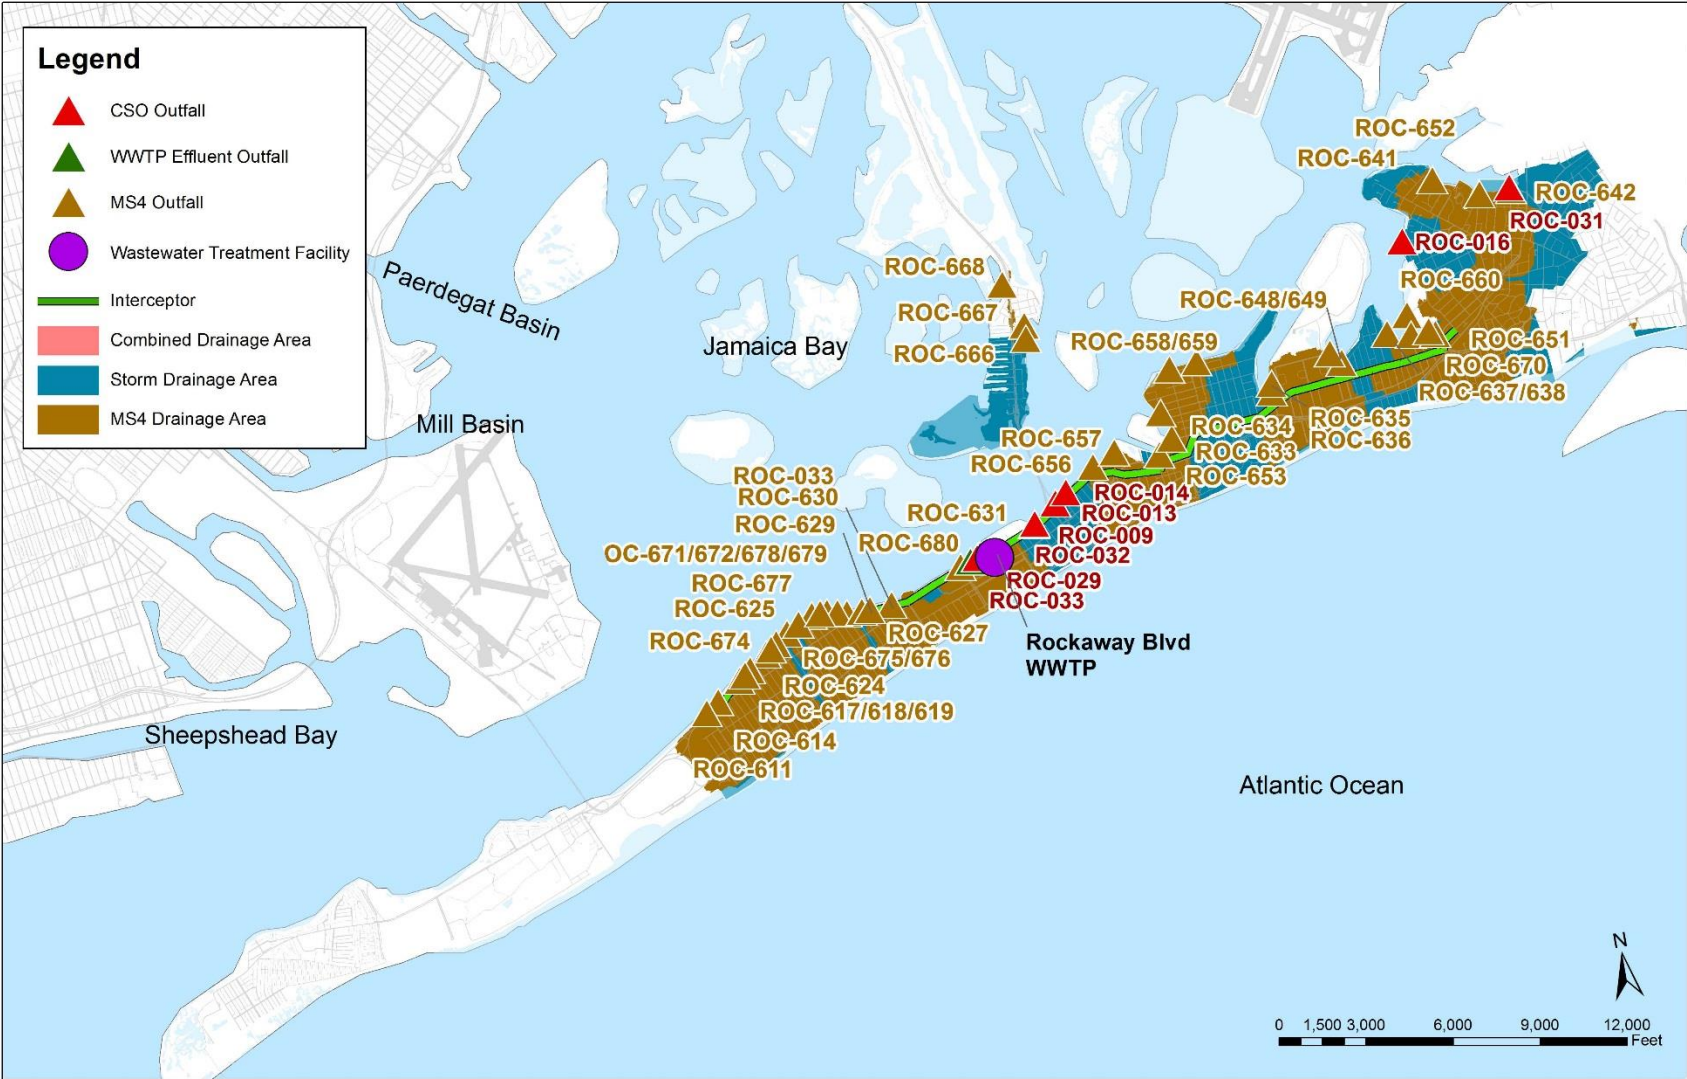 Legend
CSO Outfall
WWTP Effluent Outfall
MS4 Outfall
Wastewater Treatment Facility
Interceptor
Combined Drainage Area
Storm Drainage Area
MS4 Drainage Area
Paerdegat Basin
Mill Basin
Sheepshead Bay
Jamaica Bay
Atlantic Ocean
ROC-652
ROC-641
ROC-642
ROC-031
ROC-016
ROC-660
ROC-648/649
ROC-668
ROC-667
ROC-666
ROC-658/659
ROC-651
ROC-670
ROC-637/638
ROC-635
ROC-636
ROC-634
ROC-633
ROC-653
ROC-657
ROC-656
ROC-033
ROC-630
ROC-629
ROC-631
ROC-680
OC-671/672/678/679
ROC-677
ROC-625
ROC-674
ROC-014
ROC-013
ROC-009
ROC-032
ROC-029
ROC-033
ROC-627
ROC-675/676
ROC-624
ROC-617/618/619
ROC-614
ROC-611
Rockaway Blvd
WWTP
N
0 1,500 3,000 6,000 9,000 12,000
Feet